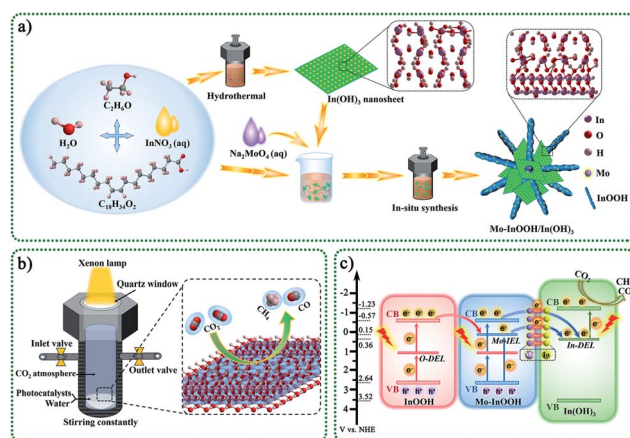 a)
C₂H₆O
H₂O
InNO₃ (aq)
C₁₈H₃₄O₂
Hydrothermal
In(OH)₃ nanosheet
Na₂MoO₄ (aq)
In-situ synthesis
Mo-InOOH/In(OH)₃
In
O
H
Mo
InOOH
b)
Xenon lamp
Quartz window
Inlet valve
CO₂ atmosphere
Photocatalysts
Water
Outlet valve
Stirring constantly
CO₂
CH₄
CO
c)
-2
-1
0
1
2
3
4
V vs. NHE
-1.23
-0.57
0.15
0.36
2.64
3.52
CB
e⁻ e⁻ e⁻
O-DEL
e⁻
VB
h⁺ h⁺ h⁺
InOOH
CB
e⁻ e⁻
Mo IEL
e⁻
VB
h⁺ h⁺ h⁺
Mo-InOOH
In
CO₂
CB
e⁻ e⁻
In-DEL
VB
In(OH)₃